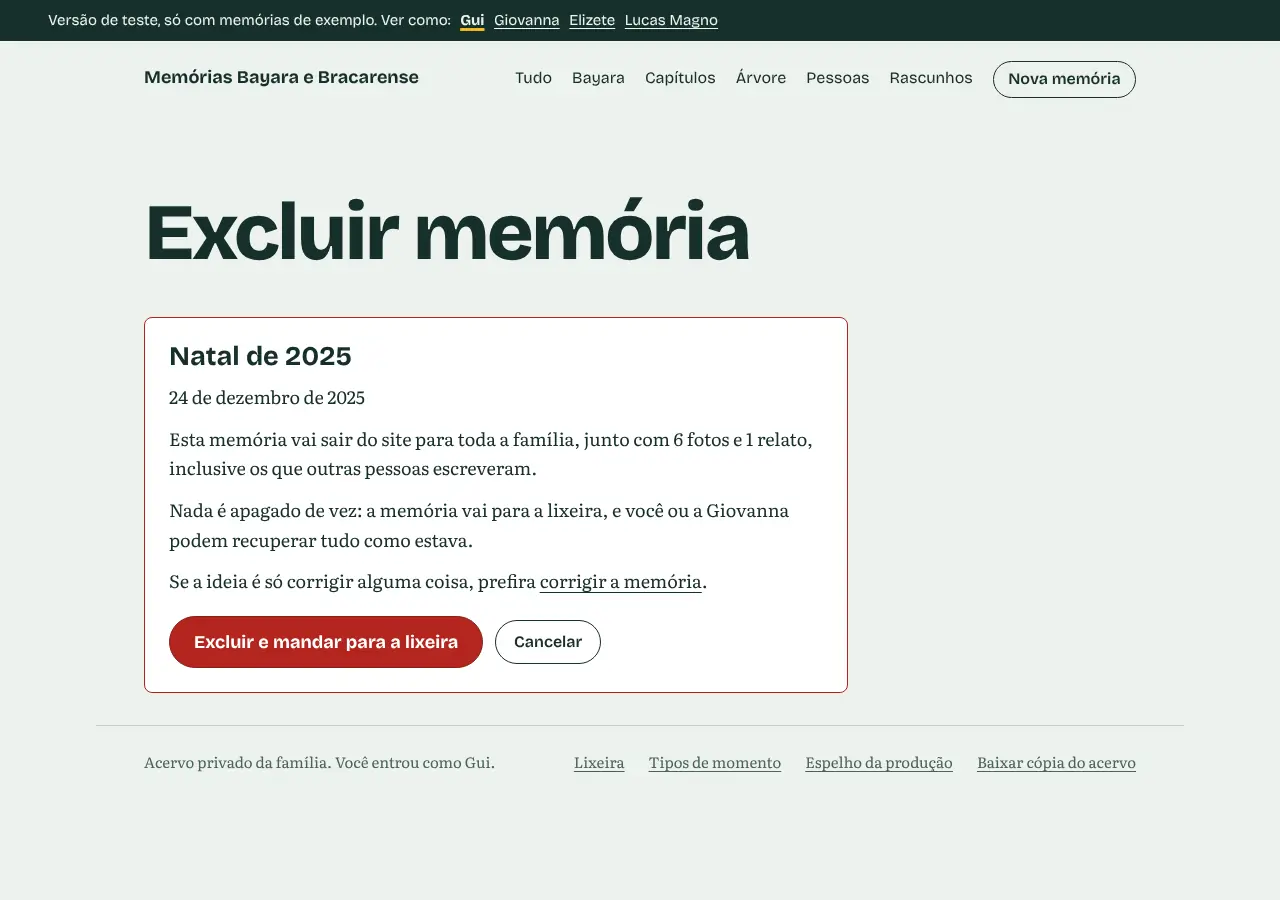 Versão de teste, só com memórias de exemplo. Ver como: Gui Giovanna Elizete Lucas Magno
Memórias Bayara e Bracarense
Tudo Bayara Capítulos Árvore Pessoas Rascunhos Nova memória
Excluir memória
Natal de 2025
24 de dezembro de 2025
Esta memória vai sair do site para toda a família, junto com 6 fotos e 1 relato,
inclusive os que outras pessoas escreveram.
Nada é apagado de vez: a memória vai para a lixeira, e você ou a Giovanna
podem recuperar tudo como estava.
Se a ideia é só corrigir alguma coisa, prefira corrigir a memória.
Excluir e mandar para a lixeira Cancelar
Acervo privado da família. Você entrou como Gui.
Lixeira Tipos de momento Espelho da produção Baixar cópia do acervo